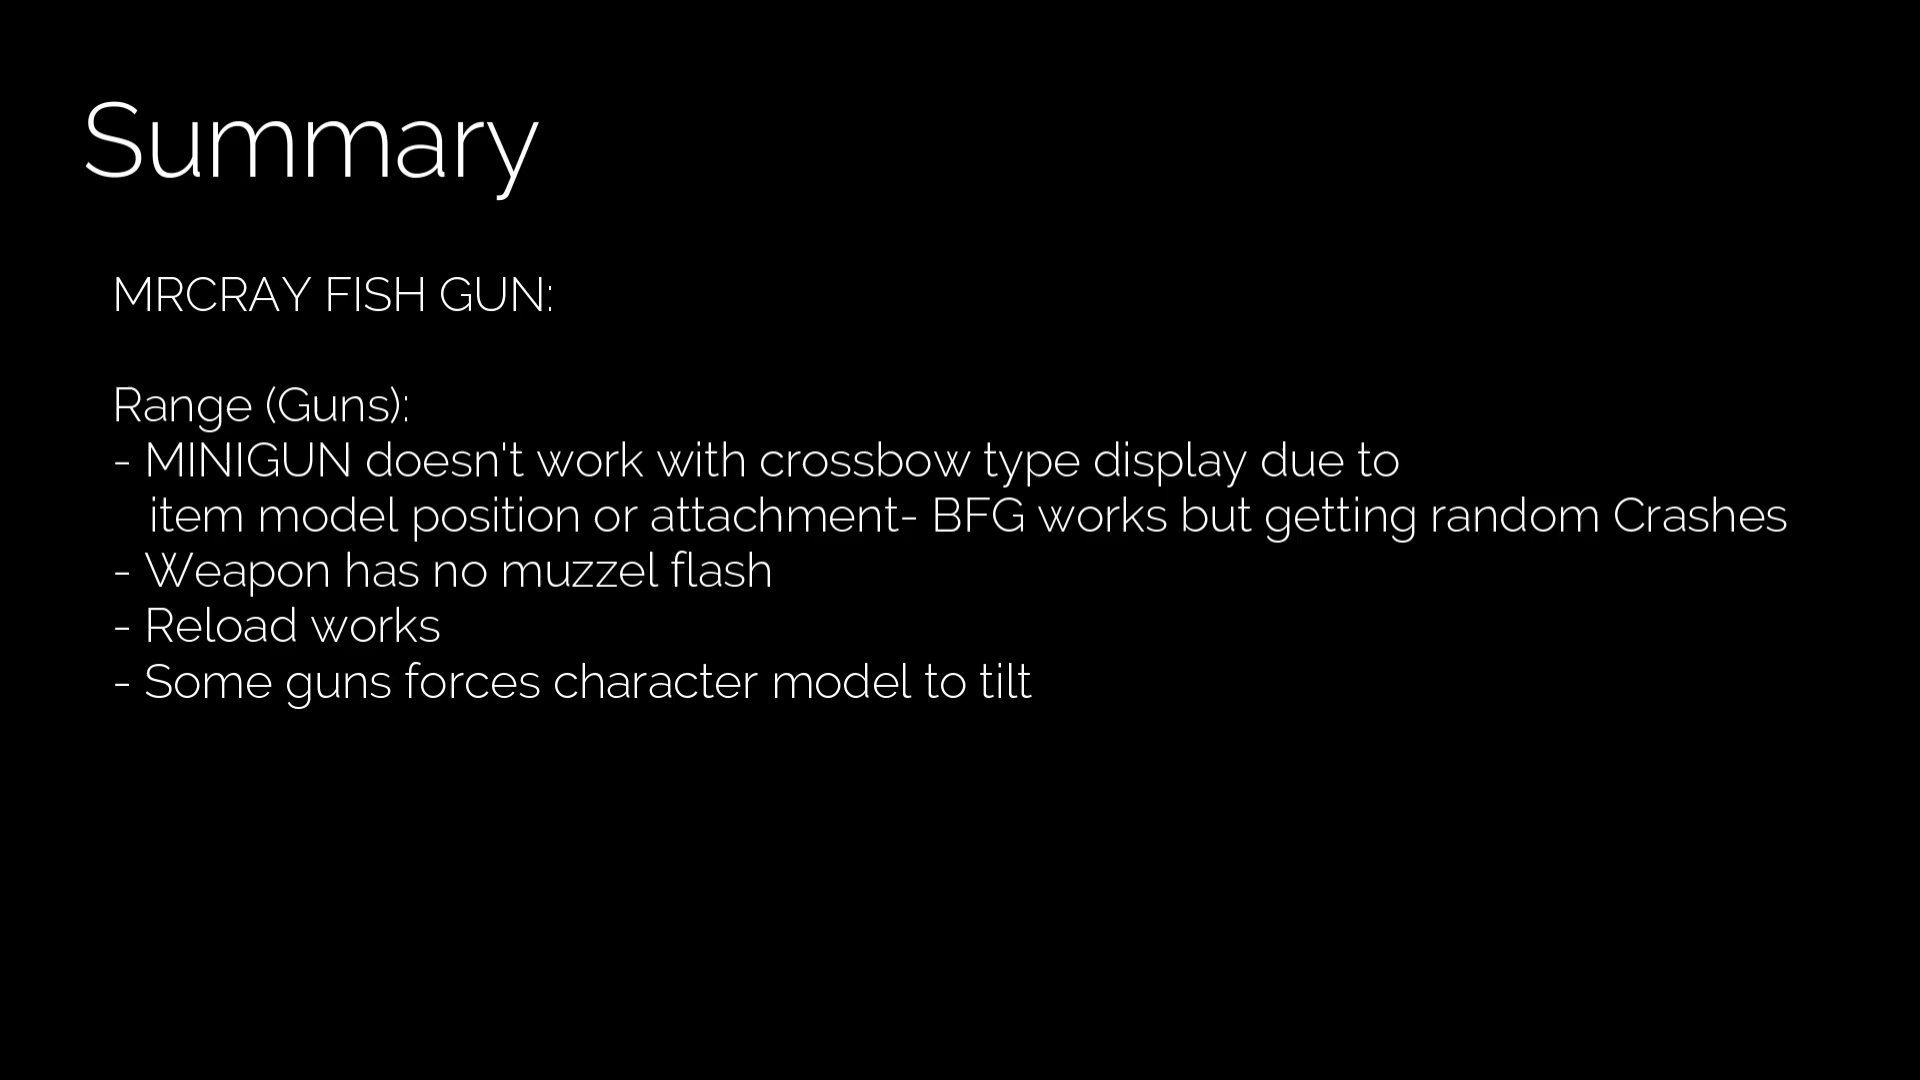 Summary
MRCRAY FISH GUN:
Range (Guns):
- MINIGUN doesn't work with crossbow type display due to
item model position or attachment- BFG works but getting random Crashes
- Weapon has no muzzel flash
- Reload works
- Some guns forces character model to tilt